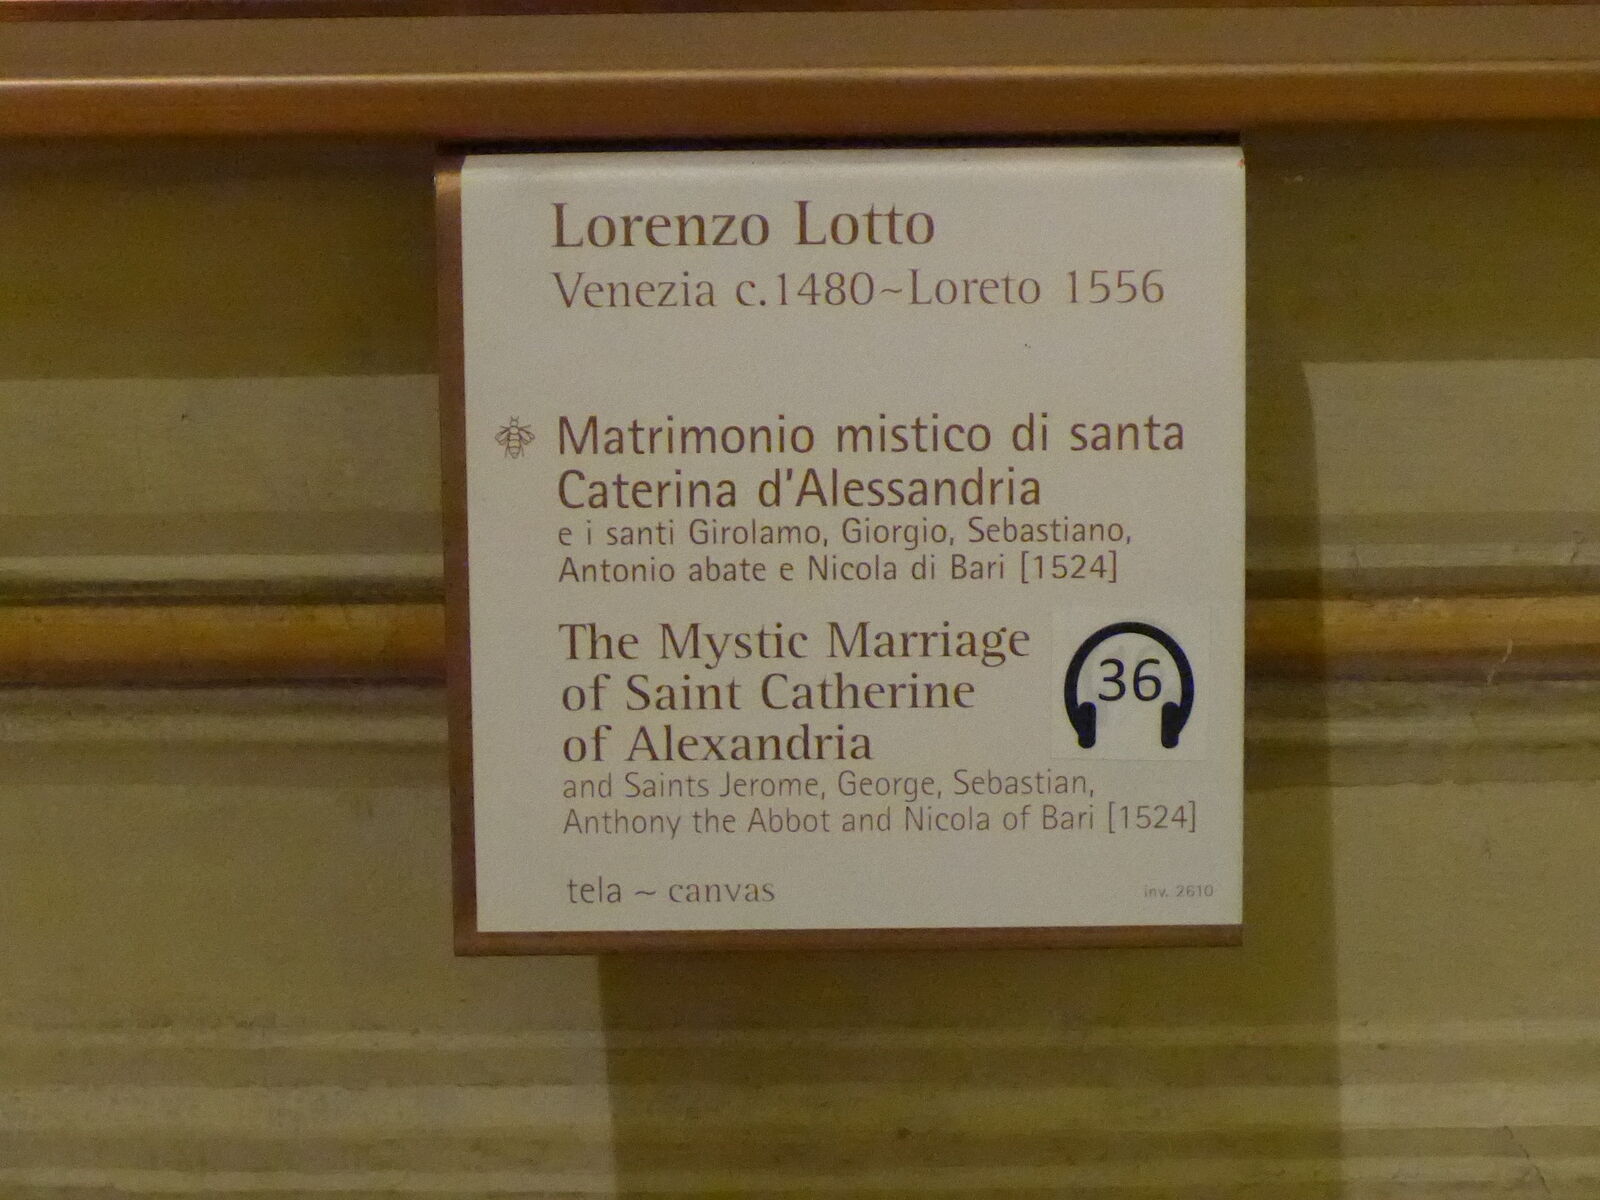 Lorenzo Lotto
Venezia c.1480~Loreto 1556
Matrimonio mistico di santa
Caterina d'Alessandria
e i santi Girolamo, Giorgio, Sebastiano,
Antonio abate e Nicola di Bari [1524]
The Mystic Marriage
of Saint Catherine
of Alexandria
36
and Saints Jerome, George, Sebastian,
Anthony the Abbot and Nicola of Bari [1524]
tela ~ canvas
inv. 2610